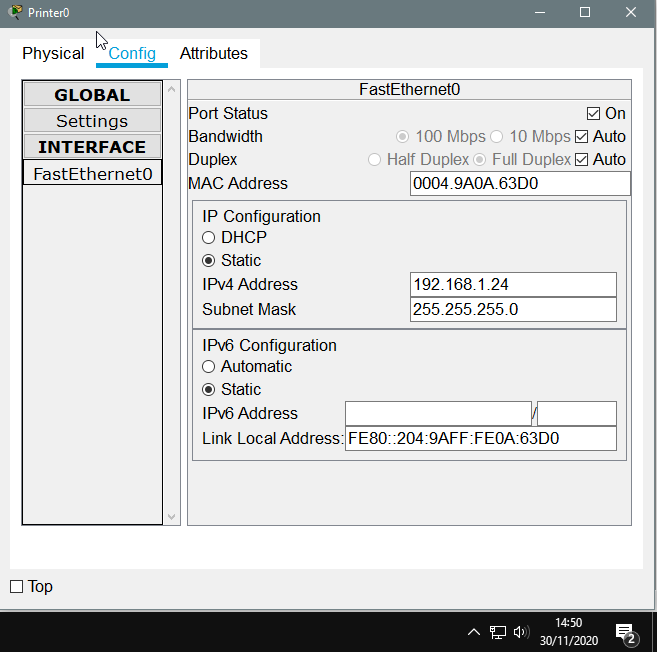 Printer0
Physical Config Attributes
GLOBAL
Settings
INTERFACE
FastEthernet0
FastEthernet0
Port Status On
Bandwidth 100 Mbps 10 Mbps Auto
Duplex Half Duplex Full Duplex Auto
MAC Address 0004.9A0A.63D0
IP Configuration
DHCP
Static
IPv4 Address 192.168.1.24
Subnet Mask 255.255.255.0
IPv6 Configuration
Automatic
Static
IPv6 Address /
Link Local Address: FE80::204:9AFF:FE0A:63D0
Top
14:50
30/11/2020
2